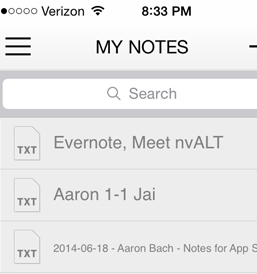 Verizon 8:33 PM
MY NOTES
Search
TXT Evernote, Meet nvALT
TXT Aaron 1-1 Jai
TXT 2014-06-18 - Aaron Bach - Notes for App S